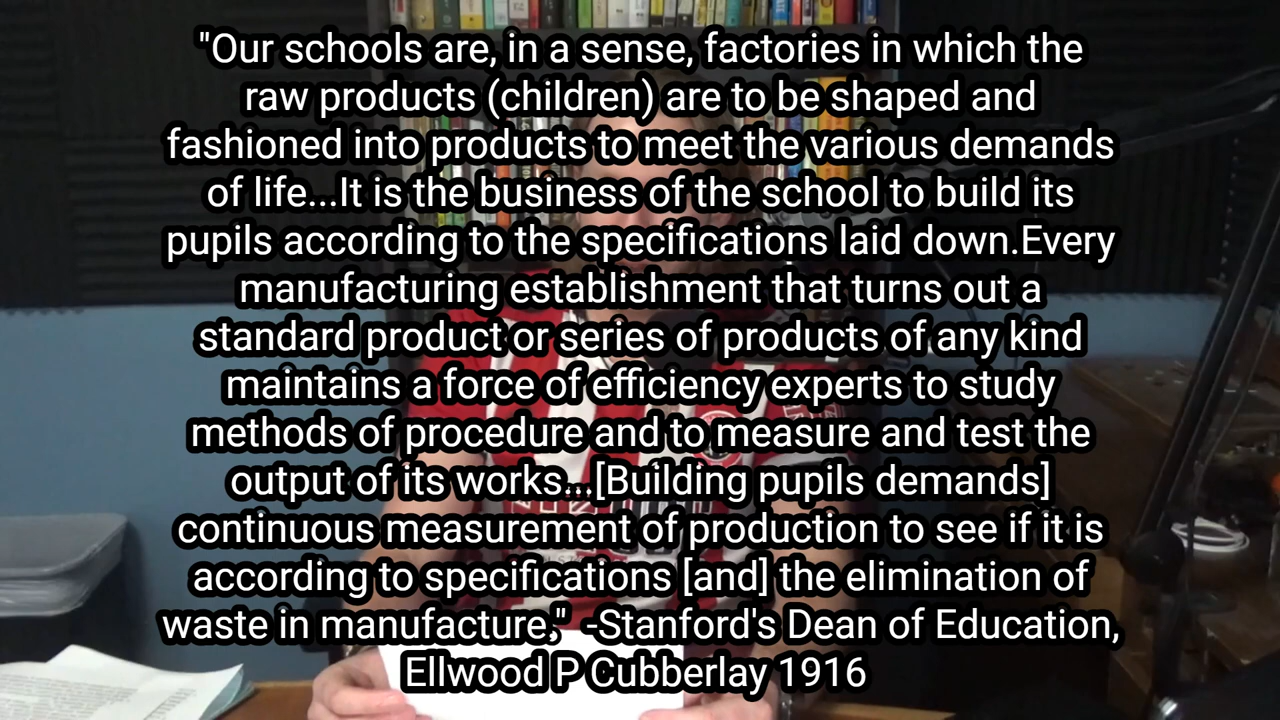 "Our schools are, in a sense, factories in which the
raw products (children) are to be shaped and
fashioned into products to meet the various demands
of life...It is the business of the school to build its
pupils according to the specifications laid down.Every
manufacturing establishment that turns out a
standard product or series of products of any kind
maintains a force of efficiency experts to study
methods of procedure and to measure and test the
output of its works...[Building pupils demands]
continuous measurement of production to see if it is
according to specifications [and] the elimination of
waste in manufacture." -Stanford's Dean of Education,
Ellwood P Cubberlay 1916